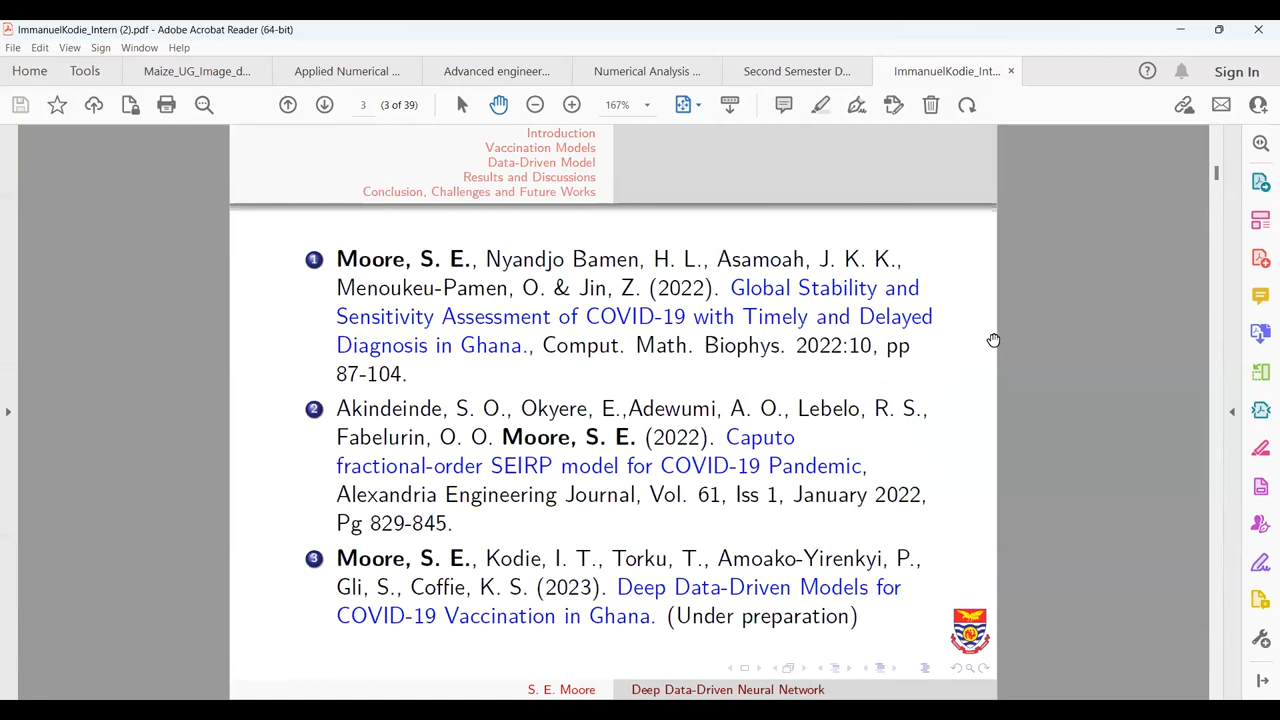 ImmanuelKodie_Intern (2).pdf - Adobe Acrobat Reader (64-bit)
File Edit View Sign Window Help
Home Tools Maize_UG_Image_d... Applied Numerical ... Advanced engineer... Numerical Analysis ... Second Semester D... ImmanuelKodie_Int... × Sign In
3 (3 of 39) 167%
Introduction
Vaccination Models
Data-Driven Model
Results and Discussions
Conclusion, Challenges and Future Works
1 Moore, S. E., Nyandjo Bamen, H. L., Asamoah, J. K. K.,
Menoukeu-Pamen, O. & Jin, Z. (2022). Global Stability and
Sensitivity Assessment of COVID-19 with Timely and Delayed
Diagnosis in Ghana., Comput. Math. Biophys. 2022:10, pp
87-104.
2 Akindeinde, S. O., Okyere, E.,Adewumi, A. O., Lebelo, R. S.,
Fabelurin, O. O. Moore, S. E. (2022). Caputo
fractional-order SEIRP model for COVID-19 Pandemic,
Alexandria Engineering Journal, Vol. 61, Iss 1, January 2022,
Pg 829-845.
3 Moore, S. E., Kodie, I. T., Torku, T., Amoako-Yirenkyi, P.,
Gli, S., Coffie, K. S. (2023). Deep Data-Driven Models for
COVID-19 Vaccination in Ghana. (Under preparation)
S. E. Moore Deep Data-Driven Neural Network